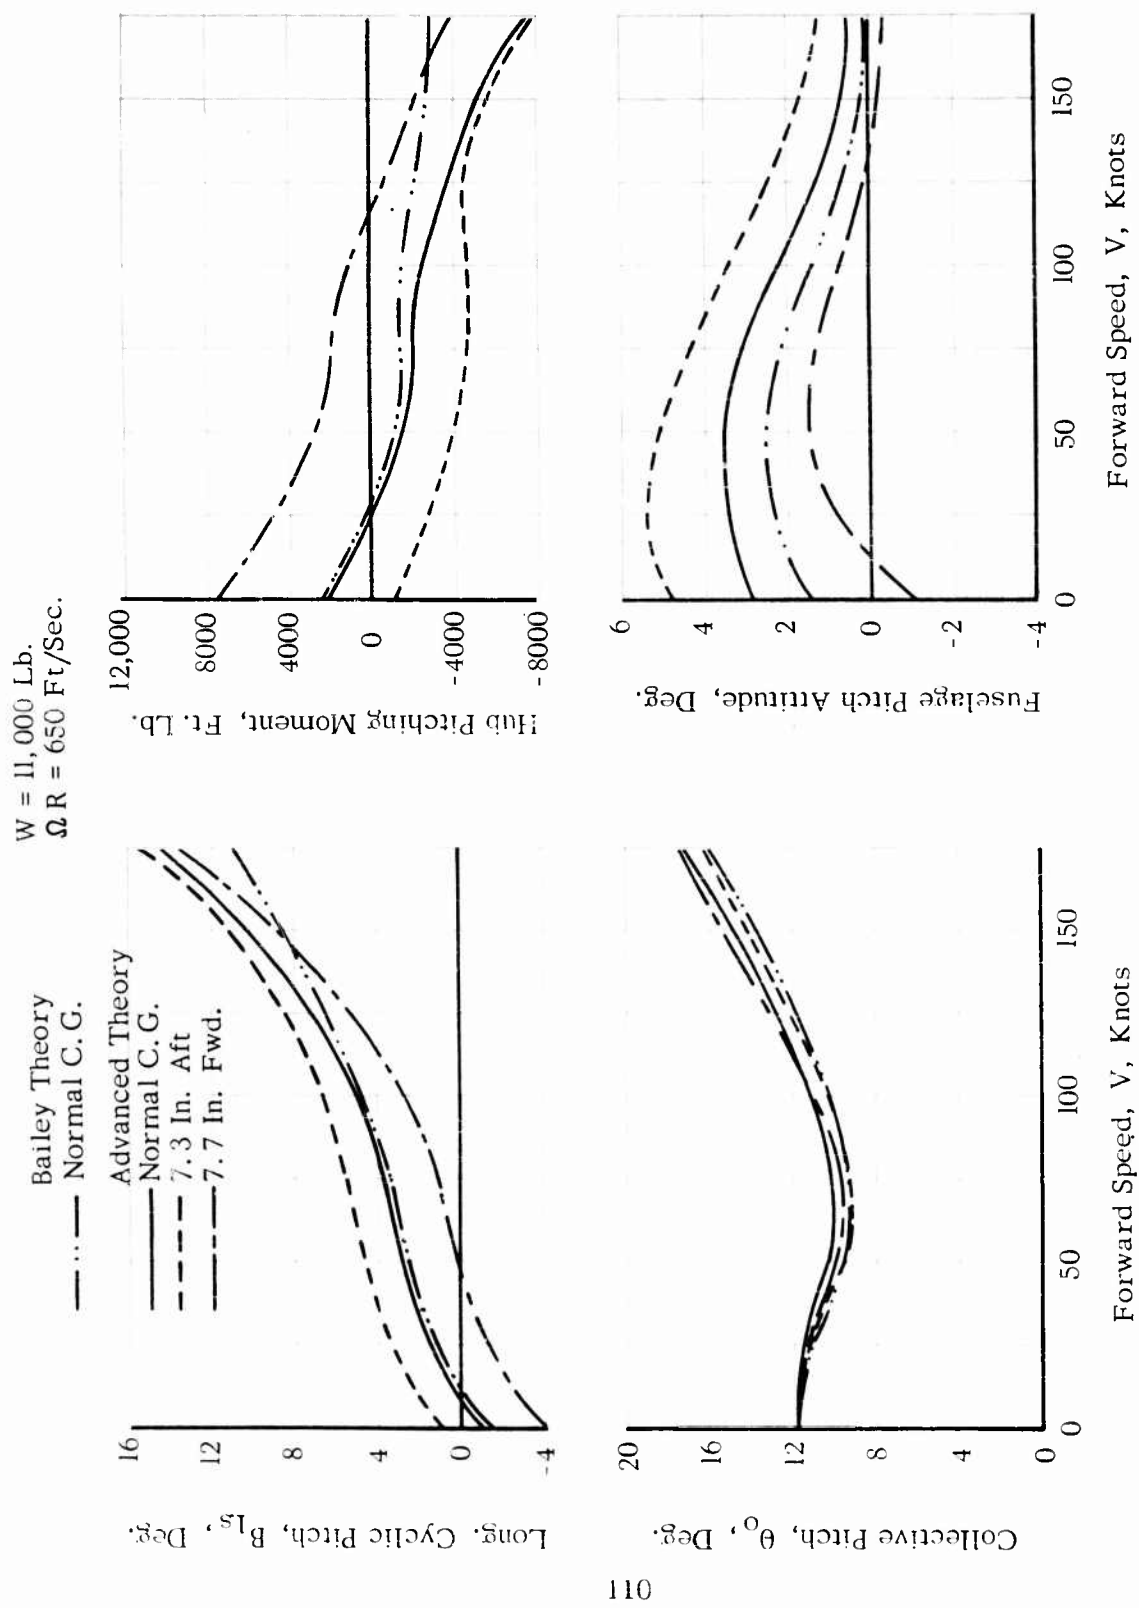 W = 11,000 Lb.
Ω R = 650 Ft/Sec.
Bailey Theory
Normal C. G.
Advanced Theory
Normal C. G.
7.3 In. Aft
7.7 In. Fwd.
Long. Cyclic Pitch, B1s, Deg.
16
12
8
4
0
-4
Hub Pitching Moment, Ft. Lb.
12,000
8000
4000
0
-4000
-8000
Collective Pitch, θo, Deg.
20
16
12
8
4
0
0
50
100
150
Forward Speed, V, Knots
Fuselage Pitch Attitude, Deg.
6
4
2
0
-2
-4
0
50
100
150
Forward Speed, V, Knots
110